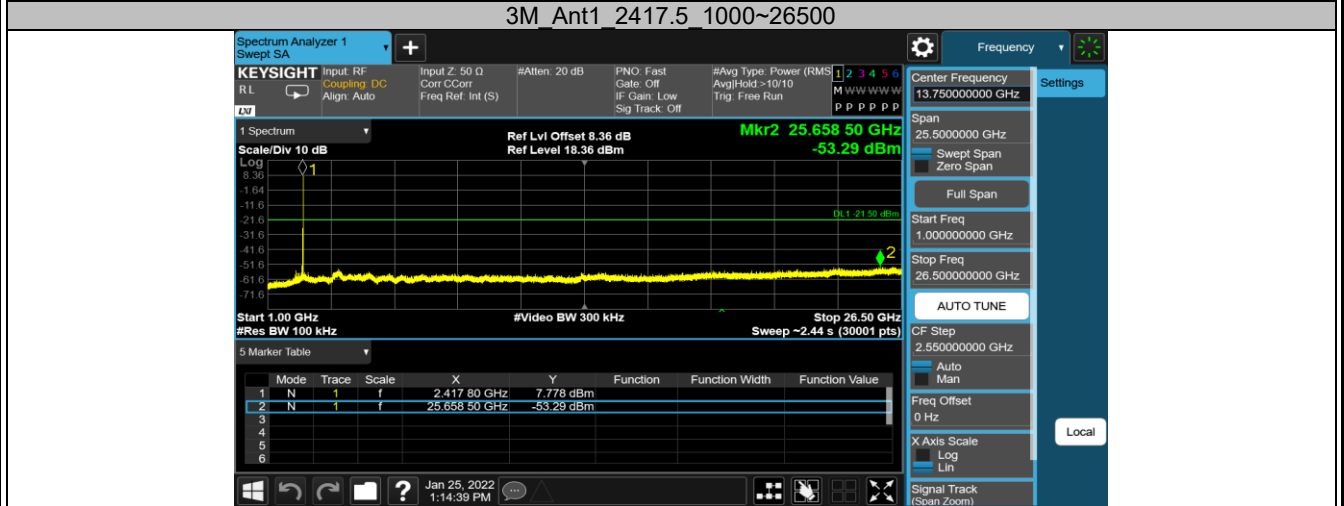 3M_Ant1_2417.5_1000~26500
Spectrum Analyzer 1
Swept SA
Frequency
KEYSIGHT
RL
LXI
Input: RF
Coupling: DC
Align: Auto
Input Z: 50 Ω
Corr CCorr
Freq Ref: Int (S)
#Atten: 20 dB
PNO: Fast
Gate: Off
IF Gain: Low
Sig Track: Off
#Avg Type: Power (RMS
Avg|Hold:>10/10
Trig: Free Run
1 2 3 4 5 6
M W W W W W
P P P P P P
1 Spectrum
Scale/Div 10 dB
Ref Lvl Offset 8.36 dB
Ref Level 18.36 dBm
Mkr2 25.658 50 GHz
-53.29 dBm
Log
8.36
-1.64
-11.6
-21.6
-31.6
-41.6
-51.6
-61.6
-71.6
1
DL1 -21.50 dBm
2
Start 1.00 GHz
#Video BW 300 kHz
Stop 26.50 GHz
#Res BW 100 kHz
Sweep ~2.44 s (30001 pts)
5 Marker Table
Mode Trace Scale X Y Function Function Width Function Value
1 N 1 f 2.417 80 GHz 7.778 dBm
2 N 1 f 25.658 50 GHz -53.29 dBm
3
4
5
6
Jan 25, 2022
1:14:39 PM
Center Frequency
13.750000000 GHz
Span
25.5000000 GHz
Swept Span
Zero Span
Full Span
Start Freq
1.000000000 GHz
Stop Freq
26.500000000 GHz
AUTO TUNE
CF Step
2.550000000 GHz
Auto
Man
Freq Offset
0 Hz
X Axis Scale
Log
Lin
Signal Track
(Span Zoom)
Settings
Local